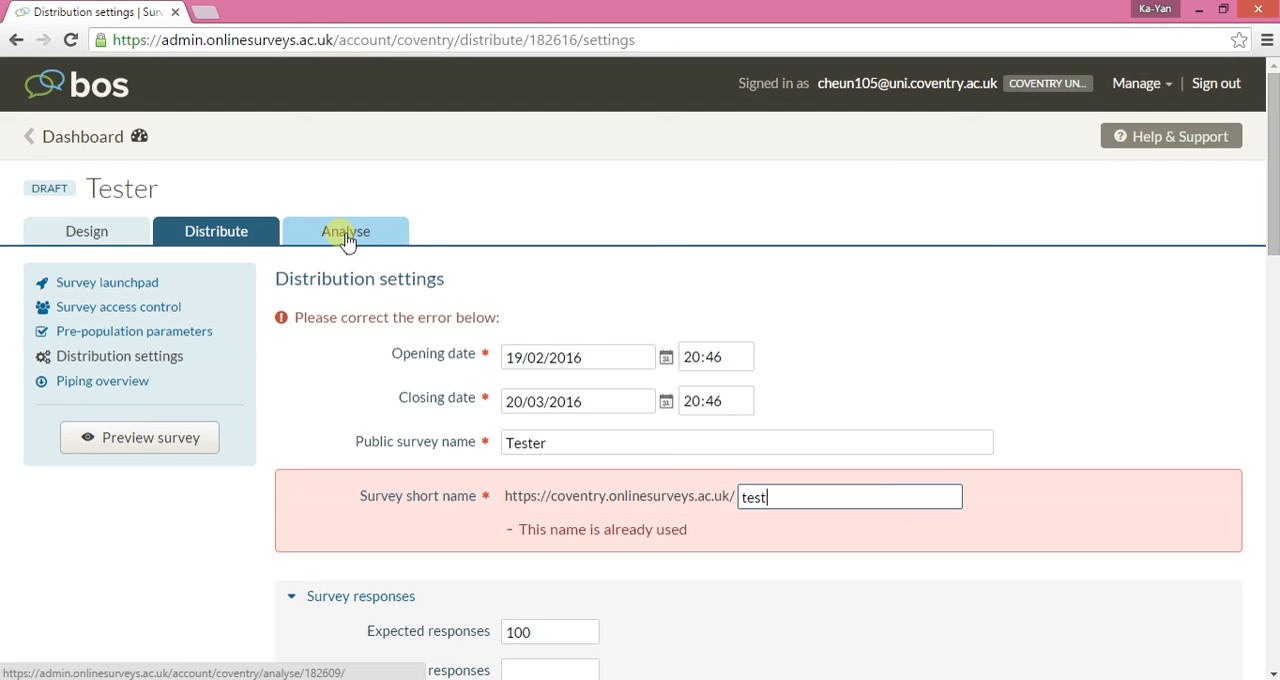 Distribution settings | Surv
Ka-Yan
https://admin.onlinesurveys.ac.uk/account/coventry/distribute/182616/settings
bos
Signed in as cheun105@uni.coventry.ac.uk COVENTRY UN... Manage | Sign out
Dashboard
Help & Support
DRAFT Tester
Design Distribute Analyse
Survey launchpad
Survey access control
Pre-population parameters
Distribution settings
Piping overview
Preview survey
Distribution settings
Please correct the error below:
Opening date * 19/02/2016 31 20:46
Closing date * 20/03/2016 31 20:46
Public survey name * Tester
Survey short name * https://coventry.onlinesurveys.ac.uk/ test
- This name is already used
Survey responses
Expected responses 100
responses
https://admin.onlinesurveys.ac.uk/account/coventry/analyse/182609/